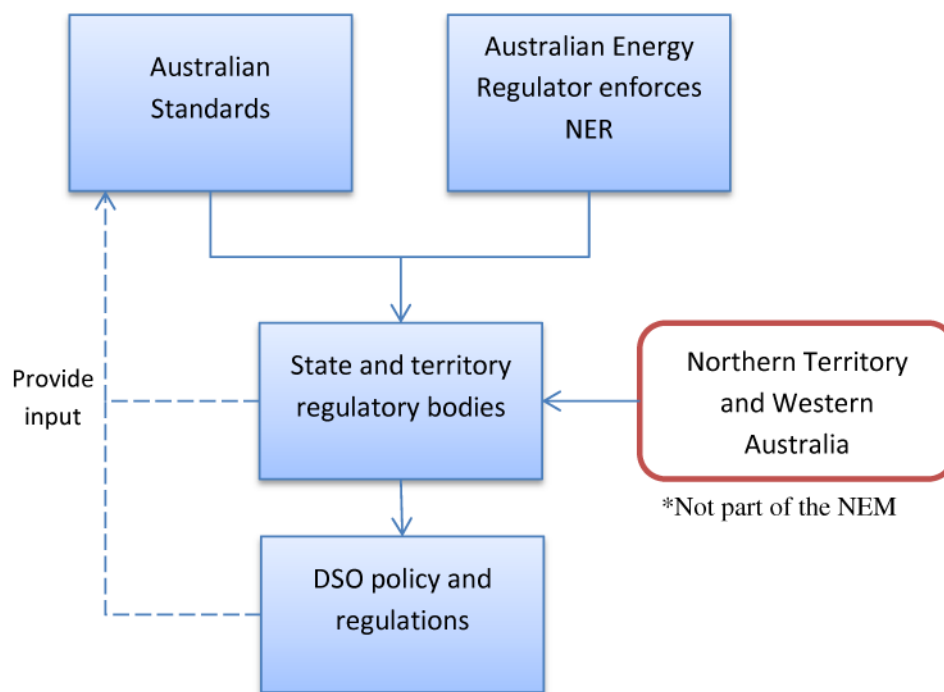 Australian
Standards
Australian Energy
Regulator enforces
NER
State and territory
regulatory bodies
Northern Territory
and Western
Australia
*Not part of the NEM
Provide
input
DSO policy and
regulations